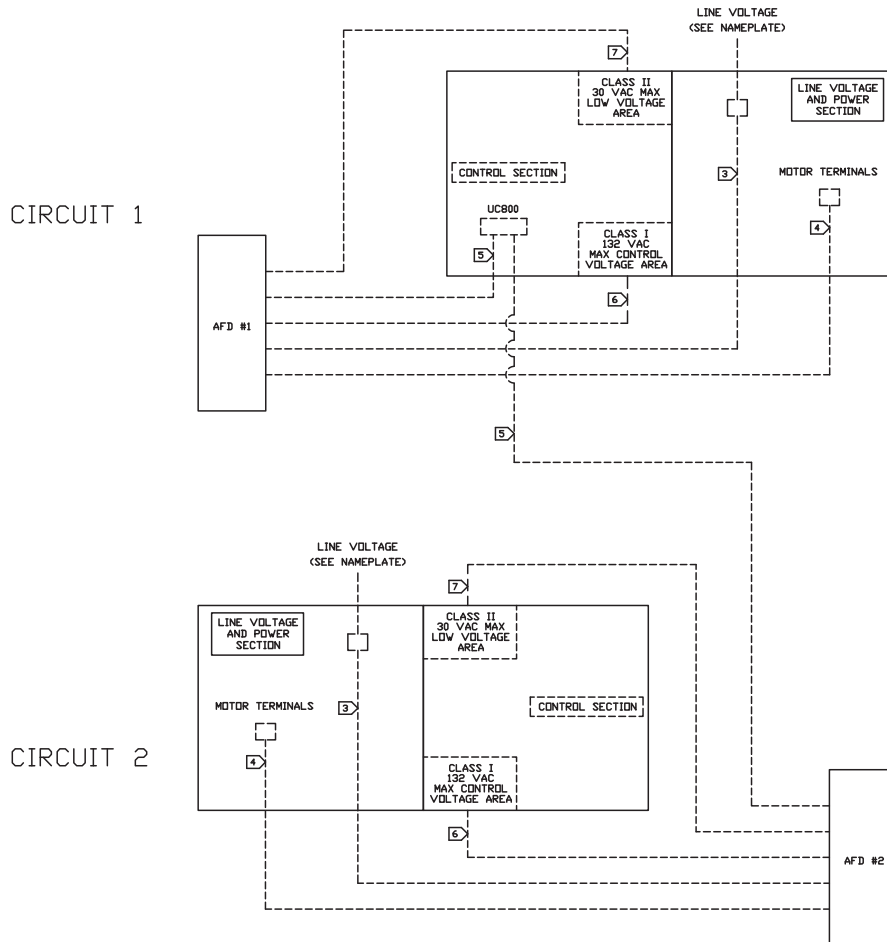 LINE VOLTAGE
(SEE NAMEPLATE)
7
CLASS II
30 VAC MAX
LOW VOLTAGE
AREA
LINE VOLTAGE
AND POWER
SECTION
CONTROL SECTION
3
MOTOR TERMINALS
CIRCUIT 1
UC800
4
CLASS I
132 VAC
MAX CONTROL
VOLTAGE AREA
5
6
AFD #1
5
LINE VOLTAGE
(SEE NAMEPLATE)
7
LINE VOLTAGE
AND POWER
SECTION
CLASS II
30 VAC MAX
LOW VOLTAGE
AREA
MOTOR TERMINALS
3
CONTROL SECTION
CIRCUIT 2
4
CLASS I
132 VAC
MAX CONTROL
VOLTAGE AREA
6
AFD #2